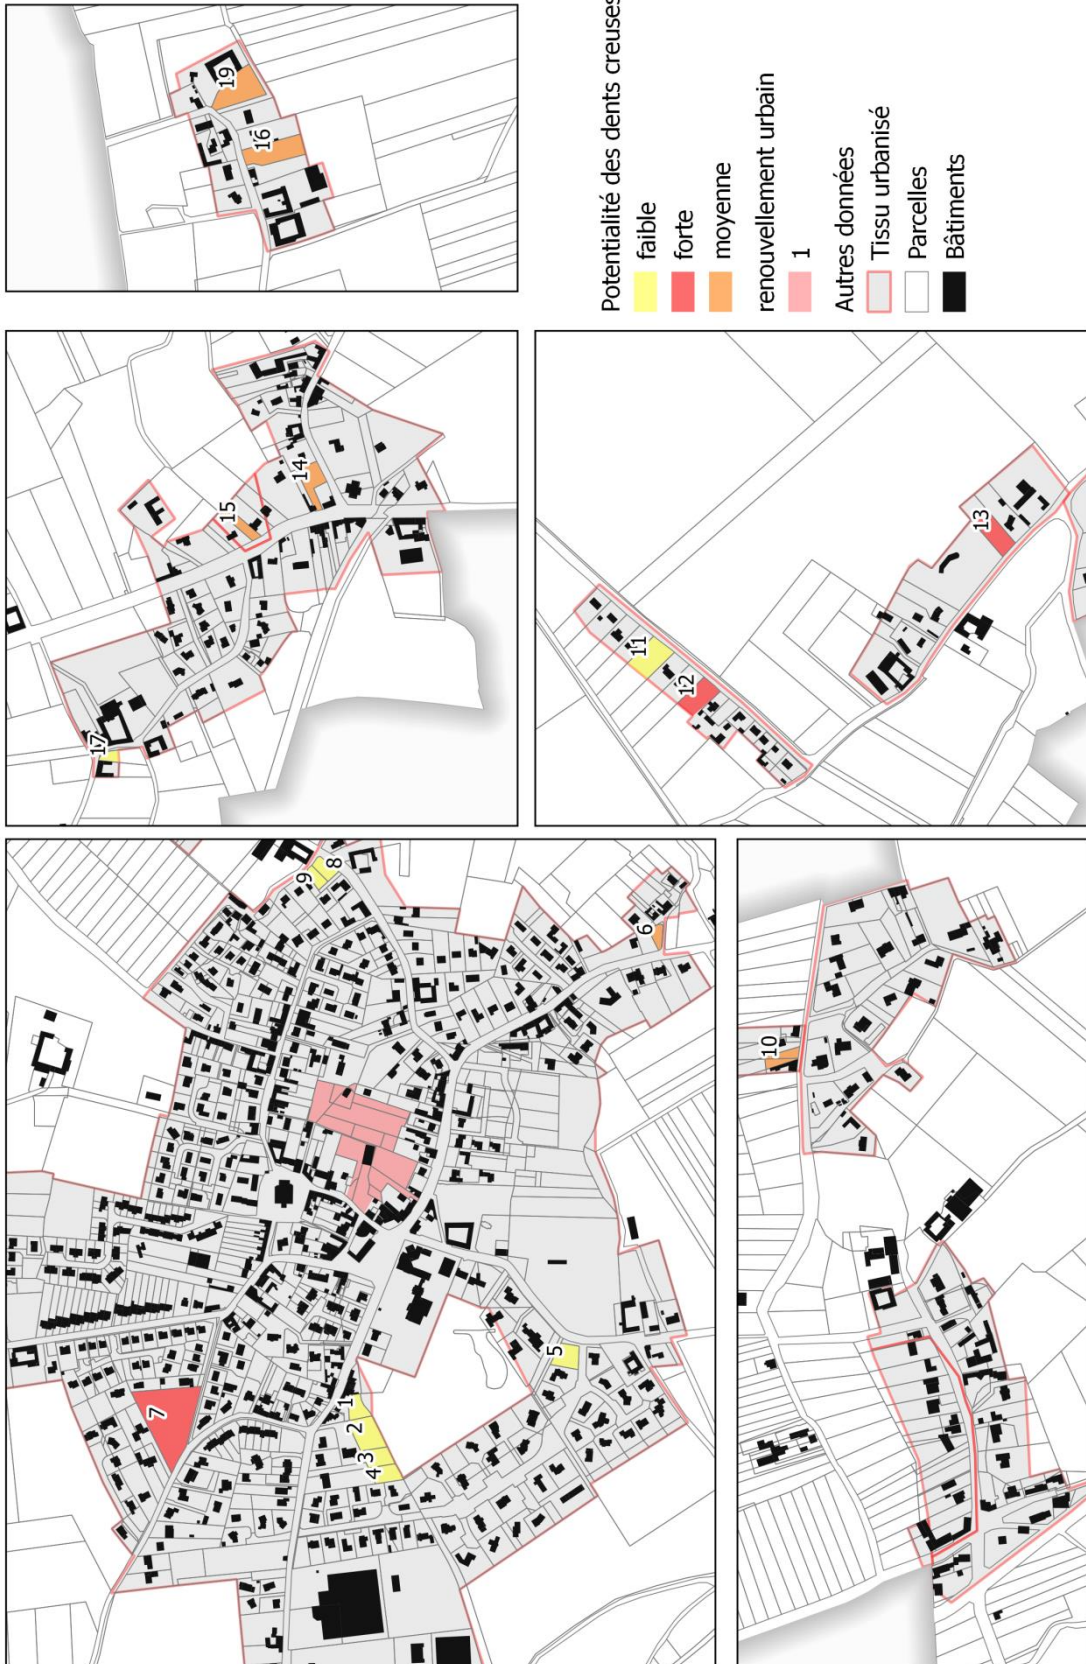 Potentialité des dents creuses
faible
forte
moyenne
renouvellement urbain
1
Autres données
Tissu urbanisé
Parcelles
Bâtiments
7
1
2
3
4
5
6
8
9
10
11
12
13
14
15
17
16
19